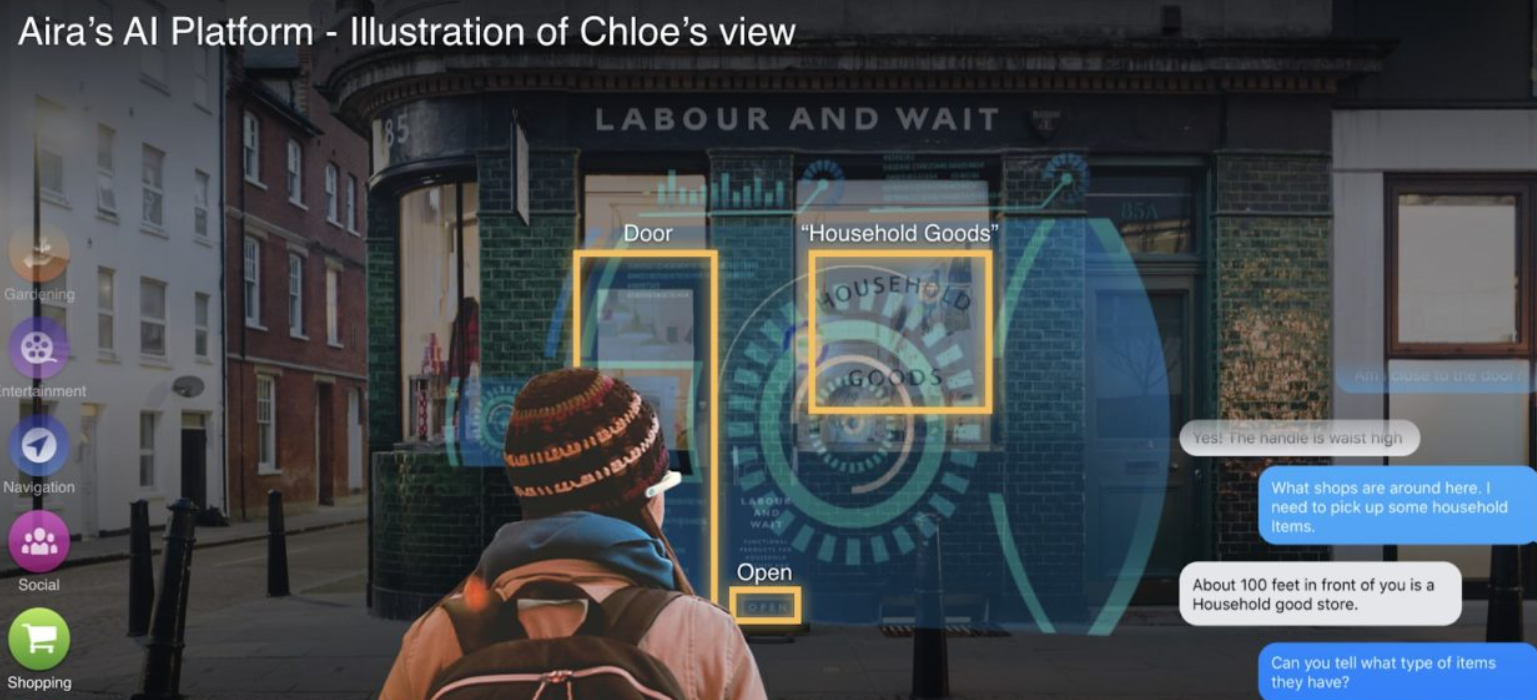 Aira's AI Platform - Illustration of Chloe's view
85
LABOUR AND WAIT
85A
Door
“Household Goods”
HOUSEHOLD
GOODS
Gardening
ntertainment
Navigation
Social
Shopping
LABOUR
AND
WAIT
Open
OPEN
Am I close to the door?
Yes! The handle is waist high
What shops are around here. I
need to pick up some household
Items.
About 100 feet in front of you is a
Household good store.
Can you tell what type of items
they have?